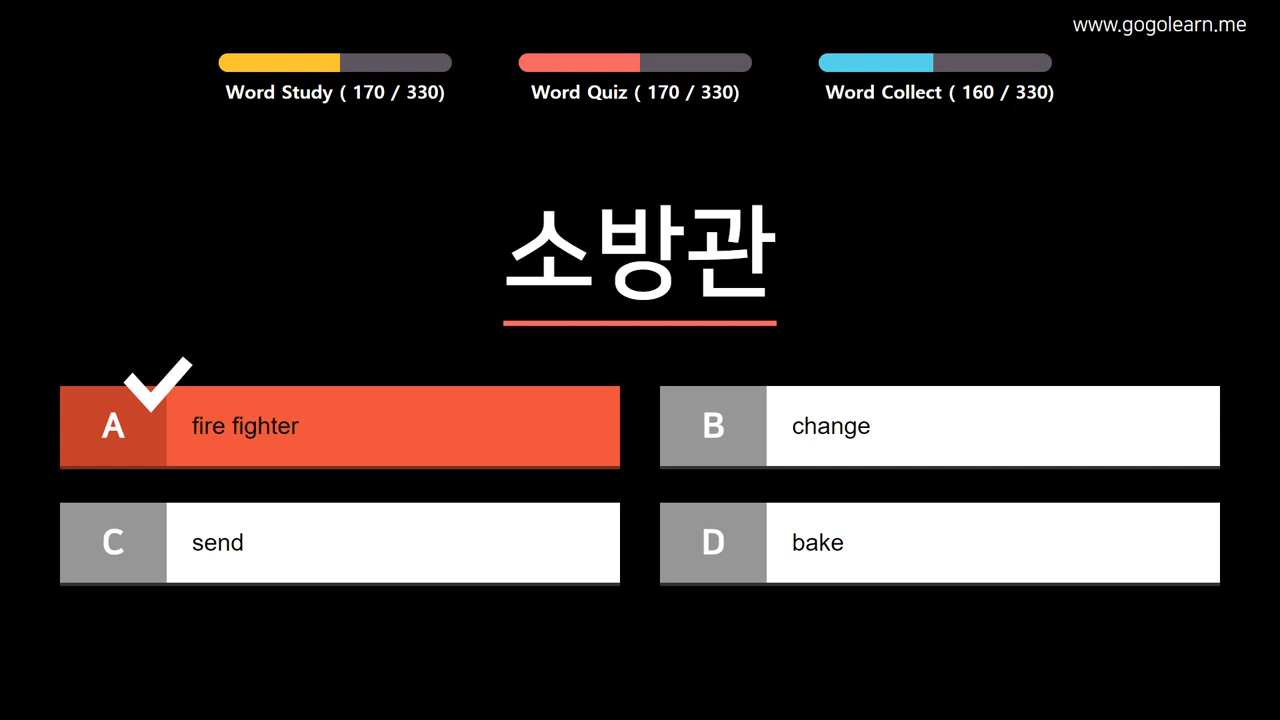 www.gogolearn.me
Word Study ( 170 / 330)
Word Quiz ( 170 / 330)
Word Collect ( 160 / 330)
소방관
A fire fighter
B change
C send
D bake